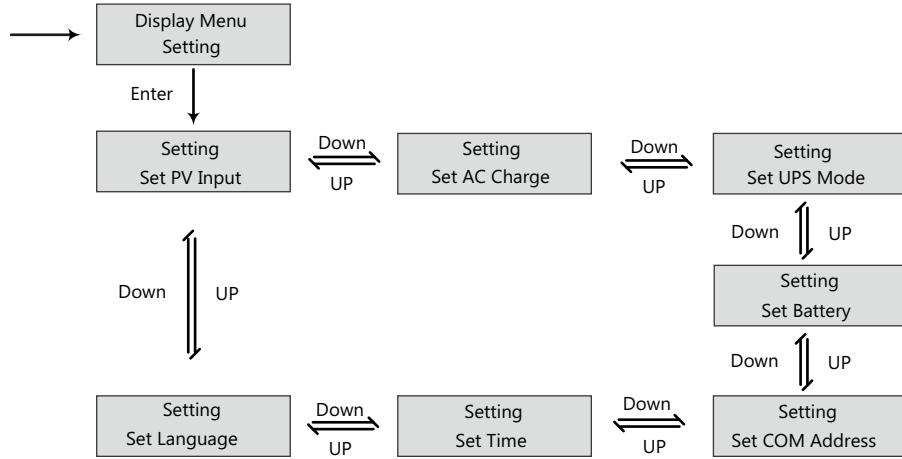 Display Menu
Setting
Enter
Setting
Set PV Input
Down
UP
Setting
Set AC Charge
Down
UP
Setting
Set UPS Mode
Down
UP
Down
UP
Setting
Set Battery
Down
UP
Setting
Set Language
Down
UP
Setting
Set Time
Down
UP
Setting
Set COM Address